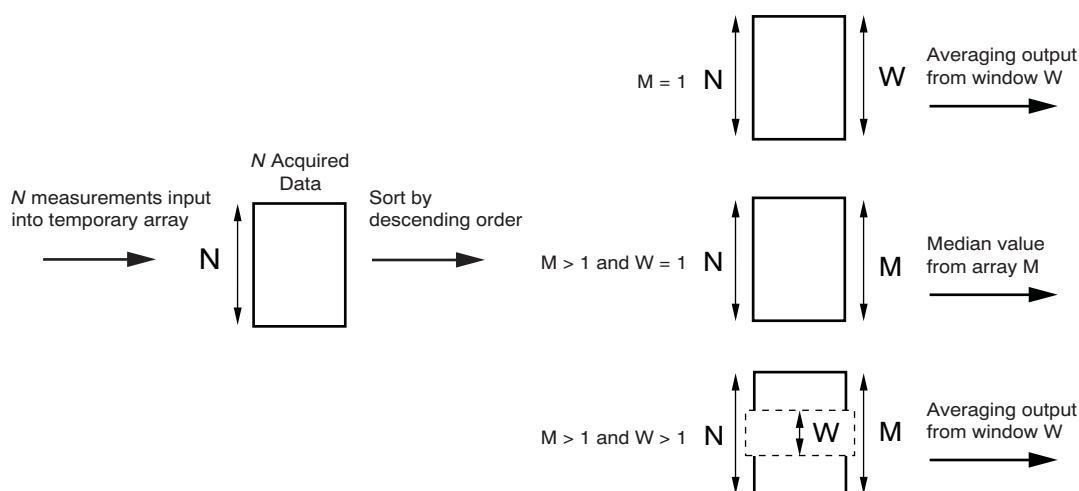 N measurements input
into temporary array
N
N Acquired
Data
Sort by
descending order
M = 1
N
W
Averaging output
from window W
M > 1 and W = 1
N
M
Median value
from array M
M > 1 and W > 1
N
W
M
Averaging output
from window W